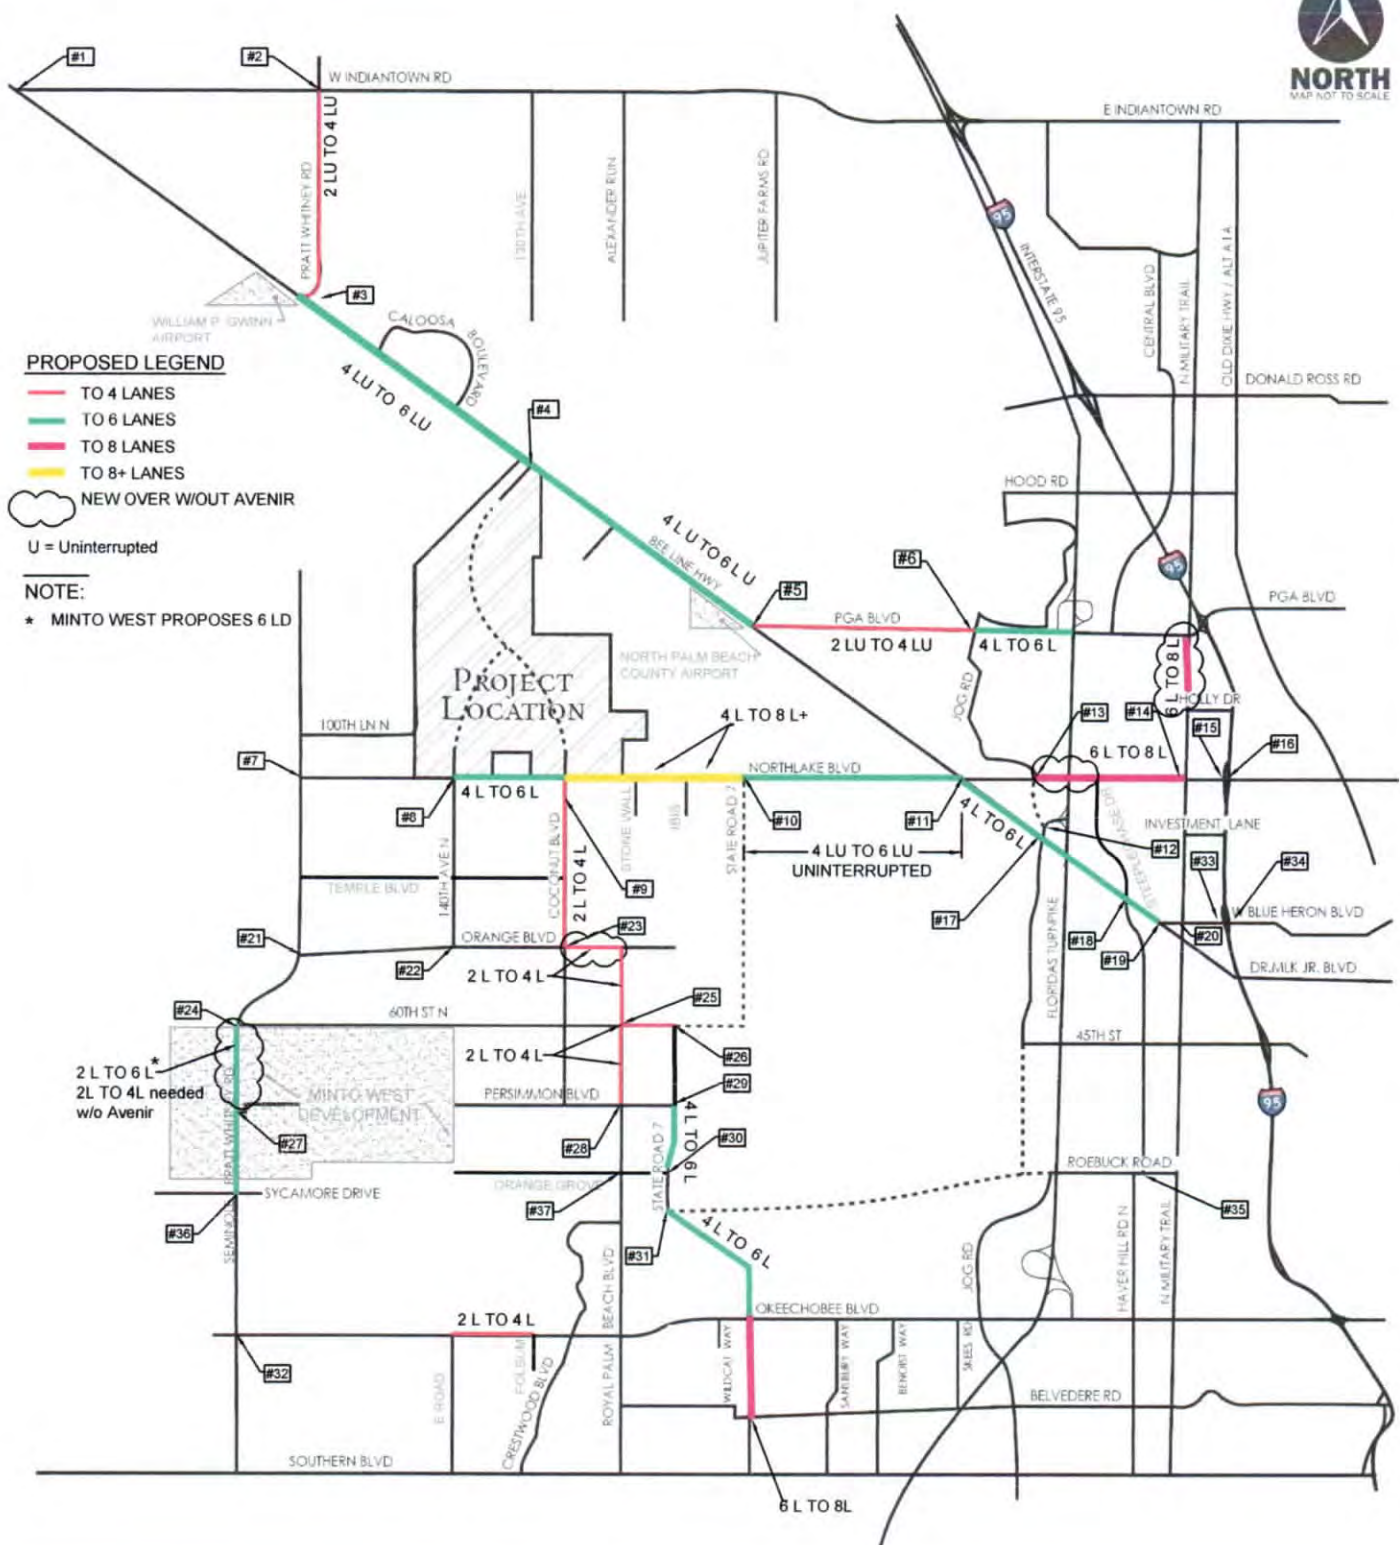 NORTH
MAP NOT TO SCALE
#1
#2
W INDIANTOWN RD
E INDIANTOWN RD
2 LU TO 4 LU
PRATT WHITNEY RD
130TH AVE
ALEXANDER RUN
JUPITER FARMS RD
95
INTERSTATE 95
CENTRAL BLVD
N MILITARY TRAIL
OLD DIXIE HWY / ALT A1A
#3
WILLIAM P. GWINN
AIRPORT
CALOOSA
BOULEVARD
4 LU TO 6 LU
#4
DONALD ROSS RD
PROPOSED LEGEND
TO 4 LANES
TO 6 LANES
TO 8 LANES
TO 8+ LANES
NEW OVER W/OUT AVENIR
U = Uninterrupted
NOTE:
* MINTO WEST PROPOSES 6 LD
HOOD RD
4 LU TO 6 LU
BEE LINE HWY
#5
#6
95
PGA BLVD
PGA BLVD
2 LU TO 4 LU
4 L TO 6 L
6 L TO 8 L
HOLLY DR
NORTH PALM BEACH
COUNTY AIRPORT
PROJECT
LOCATION
JOG RD
100TH LN N
4 L TO 8 L+
#13
#14
#15
#16
6 L TO 8 L
#7
NORTHLAKE BLVD
4 L TO 6 L
#8
#10
#11
4 L TO 6 L
STONE WALL
IBIS
STATE ROAD 7
COCONUT BLVD
2 L TO 4 L
140TH AVE N
STEEPLECHASE DR
INVESTMENT LANE
#12
4 LU TO 6 LU
UNINTERRUPTED
#33
#34
TEMPLE BLVD
#9
#17
W BLUE HERON BLVD
#23
#21
ORANGE BLVD
#22
#18
#20
#19
FLORIDAS TURNPIKE
DR.MLK JR. BLVD
2 L TO 4 L
#25
#24
60TH ST N
#26
45TH ST
2 L TO 6 L*
2L TO 4L needed
w/o Avenir
2 L TO 4 L
#29
95
MINTO WEST
DEVELOPMENT
PERSIMMON BLVD
#27
#28
4 L TO 6 L
#30
STATE ROAD 7
ROEBUCK ROAD
ORANGE GROVE
SYCAMORE DRIVE
#37
#35
#36
SEMINOLE PRATT WHITNEY RD
4 L TO 6 L
#31
ROYAL PALM BEACH BLVD
JOG RD
HAVER HILL RD N
N MILITARY TRAIL
2 L TO 4 L
OKEECHOBEE BLVD
#32
E ROAD
FOLSUM
CRESTWOOD BLVD
WILDCAT WAY
SANSBURY WAY
BENOIST WAY
SKEES RD
BELVEDERE RD
SOUTHERN BLVD
6 L TO 8L